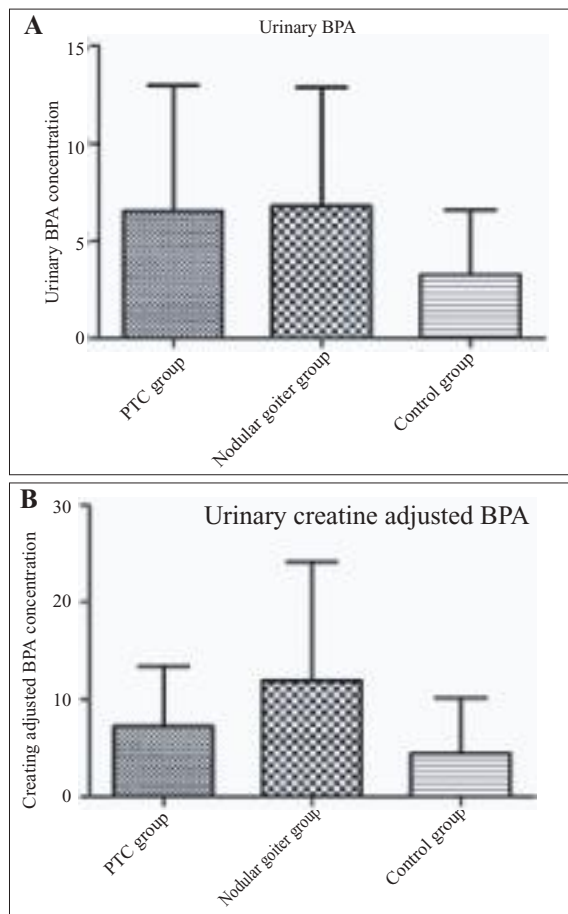 A
Urinary BPA
Urinary BPA concentration
15
10
5
0
PTC group
Nodular goiter group
Control group
B
Urinary creatine adjusted BPA
Creating adjusted BPA concentration
30
20
10
0
PTC group
Nodular goiter group
Control group